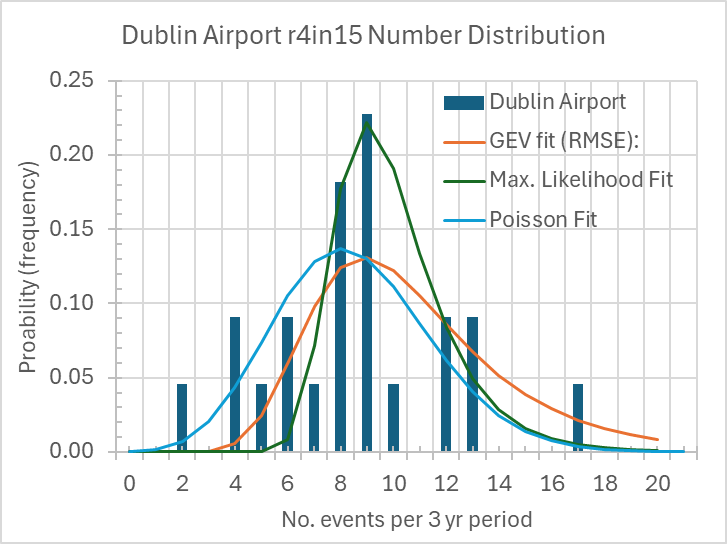 Dublin Airport r4in15 Number Distribution
0.25
0.20
0.15
0.10
0.05
0.00
Proability (frequency)
Dublin Airport
GEV fit (RMSE):
Max. Likelihood Fit
Poisson Fit
0 2 4 6 8 10 12 14 16 18 20
No. events per 3 yr period